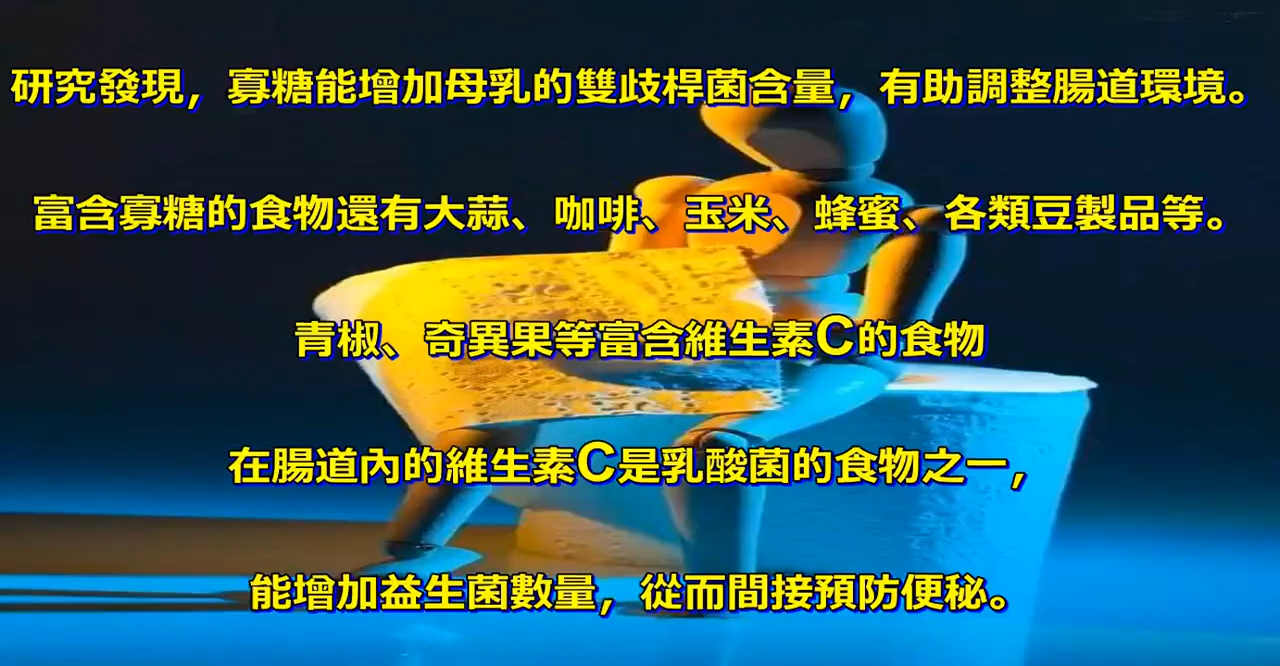 研究發現，寡糖能增加母乳的雙歧桿菌含量，有助調整腸道環境。
富含寡糖的食物還有大蒜、咖啡、玉米、蜂蜜、各類豆製品等。
青椒、奇異果等富含維生素C的食物
在腸道內的維生素C是乳酸菌的食物之一，
能增加益生菌數量，從而間接預防便秘。